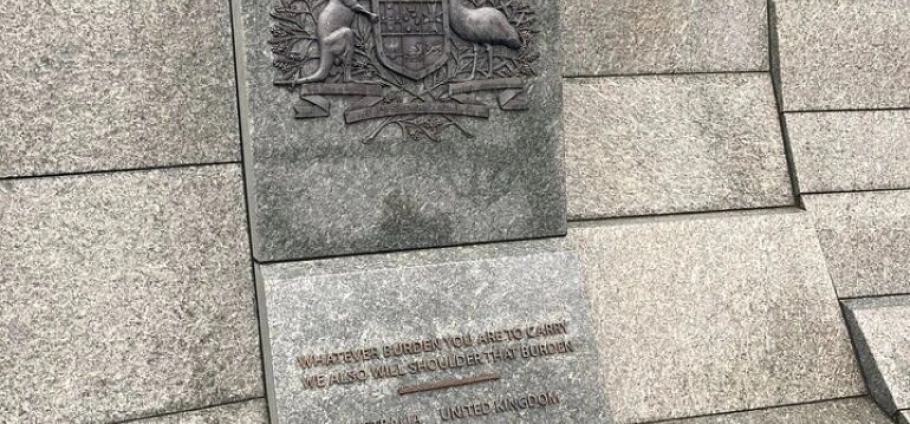 WHATEVER BURDEN YOU ARE TO CARRY
WE ALSO WILL SHOULDER THAT BURDEN
UNITED KINGDOM